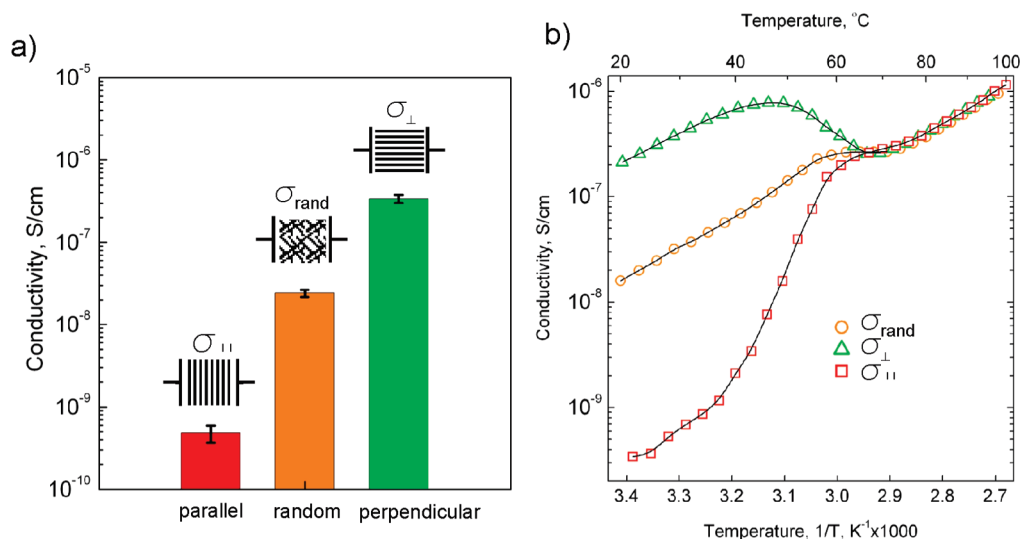 a)
Conductivity, S/cm
10⁻⁵
10⁻⁶
10⁻⁷
10⁻⁸
10⁻⁹
10⁻¹⁰
σ⊥
σrand
σ||
parallel random perpendicular
b)
Temperature, °C
20 40 60 80 100
Conductivity, S/cm
10⁻⁶
10⁻⁷
10⁻⁸
10⁻⁹
σrand
σ⊥
σ||
3.4 3.3 3.2 3.1 3.0 2.9 2.8 2.7
Temperature, 1/T, K⁻¹x1000